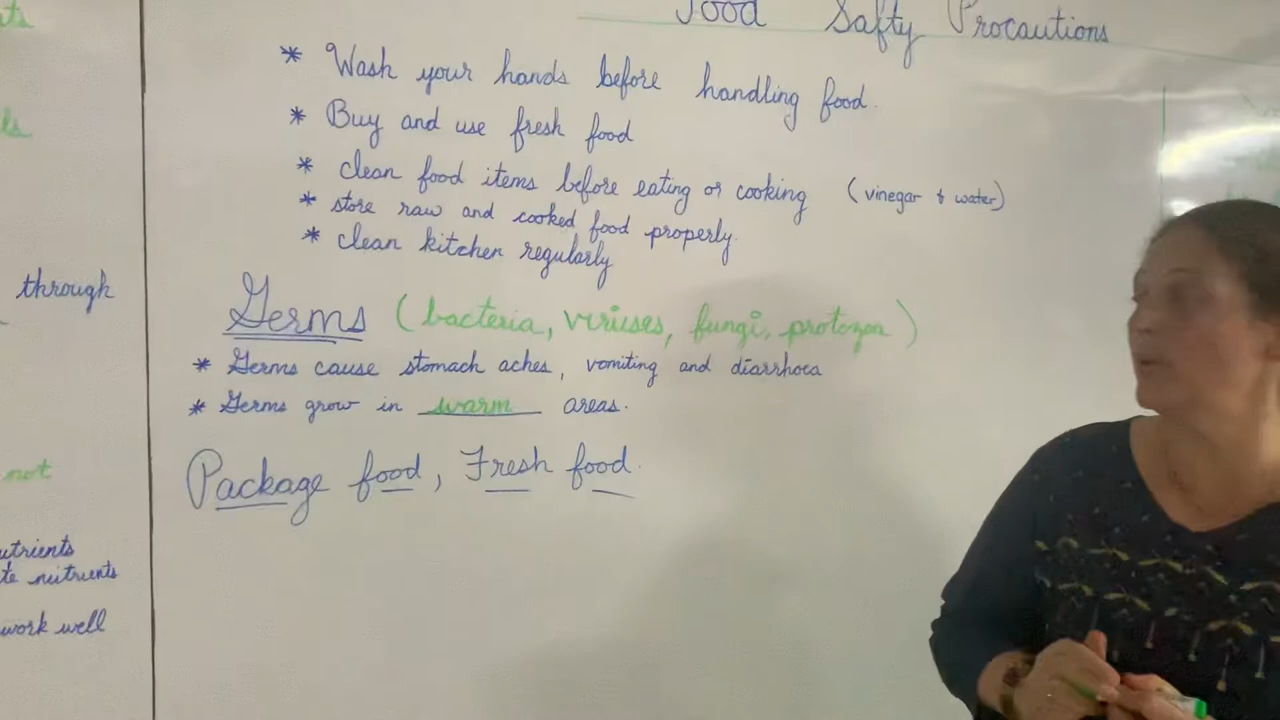 Food Safty Procautions
* Wash your hands before handling food.
* Buy and use fresh food
* clean food items before eating or cooking (vinegar & water)
* store raw and cooked food properly.
* clean kitchen regularly
Germs (bacteria, viruses, fungi, protozoa)
* Germs cause stomach aches, vomiting and diarrhoea
* Germs grow in warm areas.
Package food, Fresh food.
through
not
utrients
te nutrients
work well